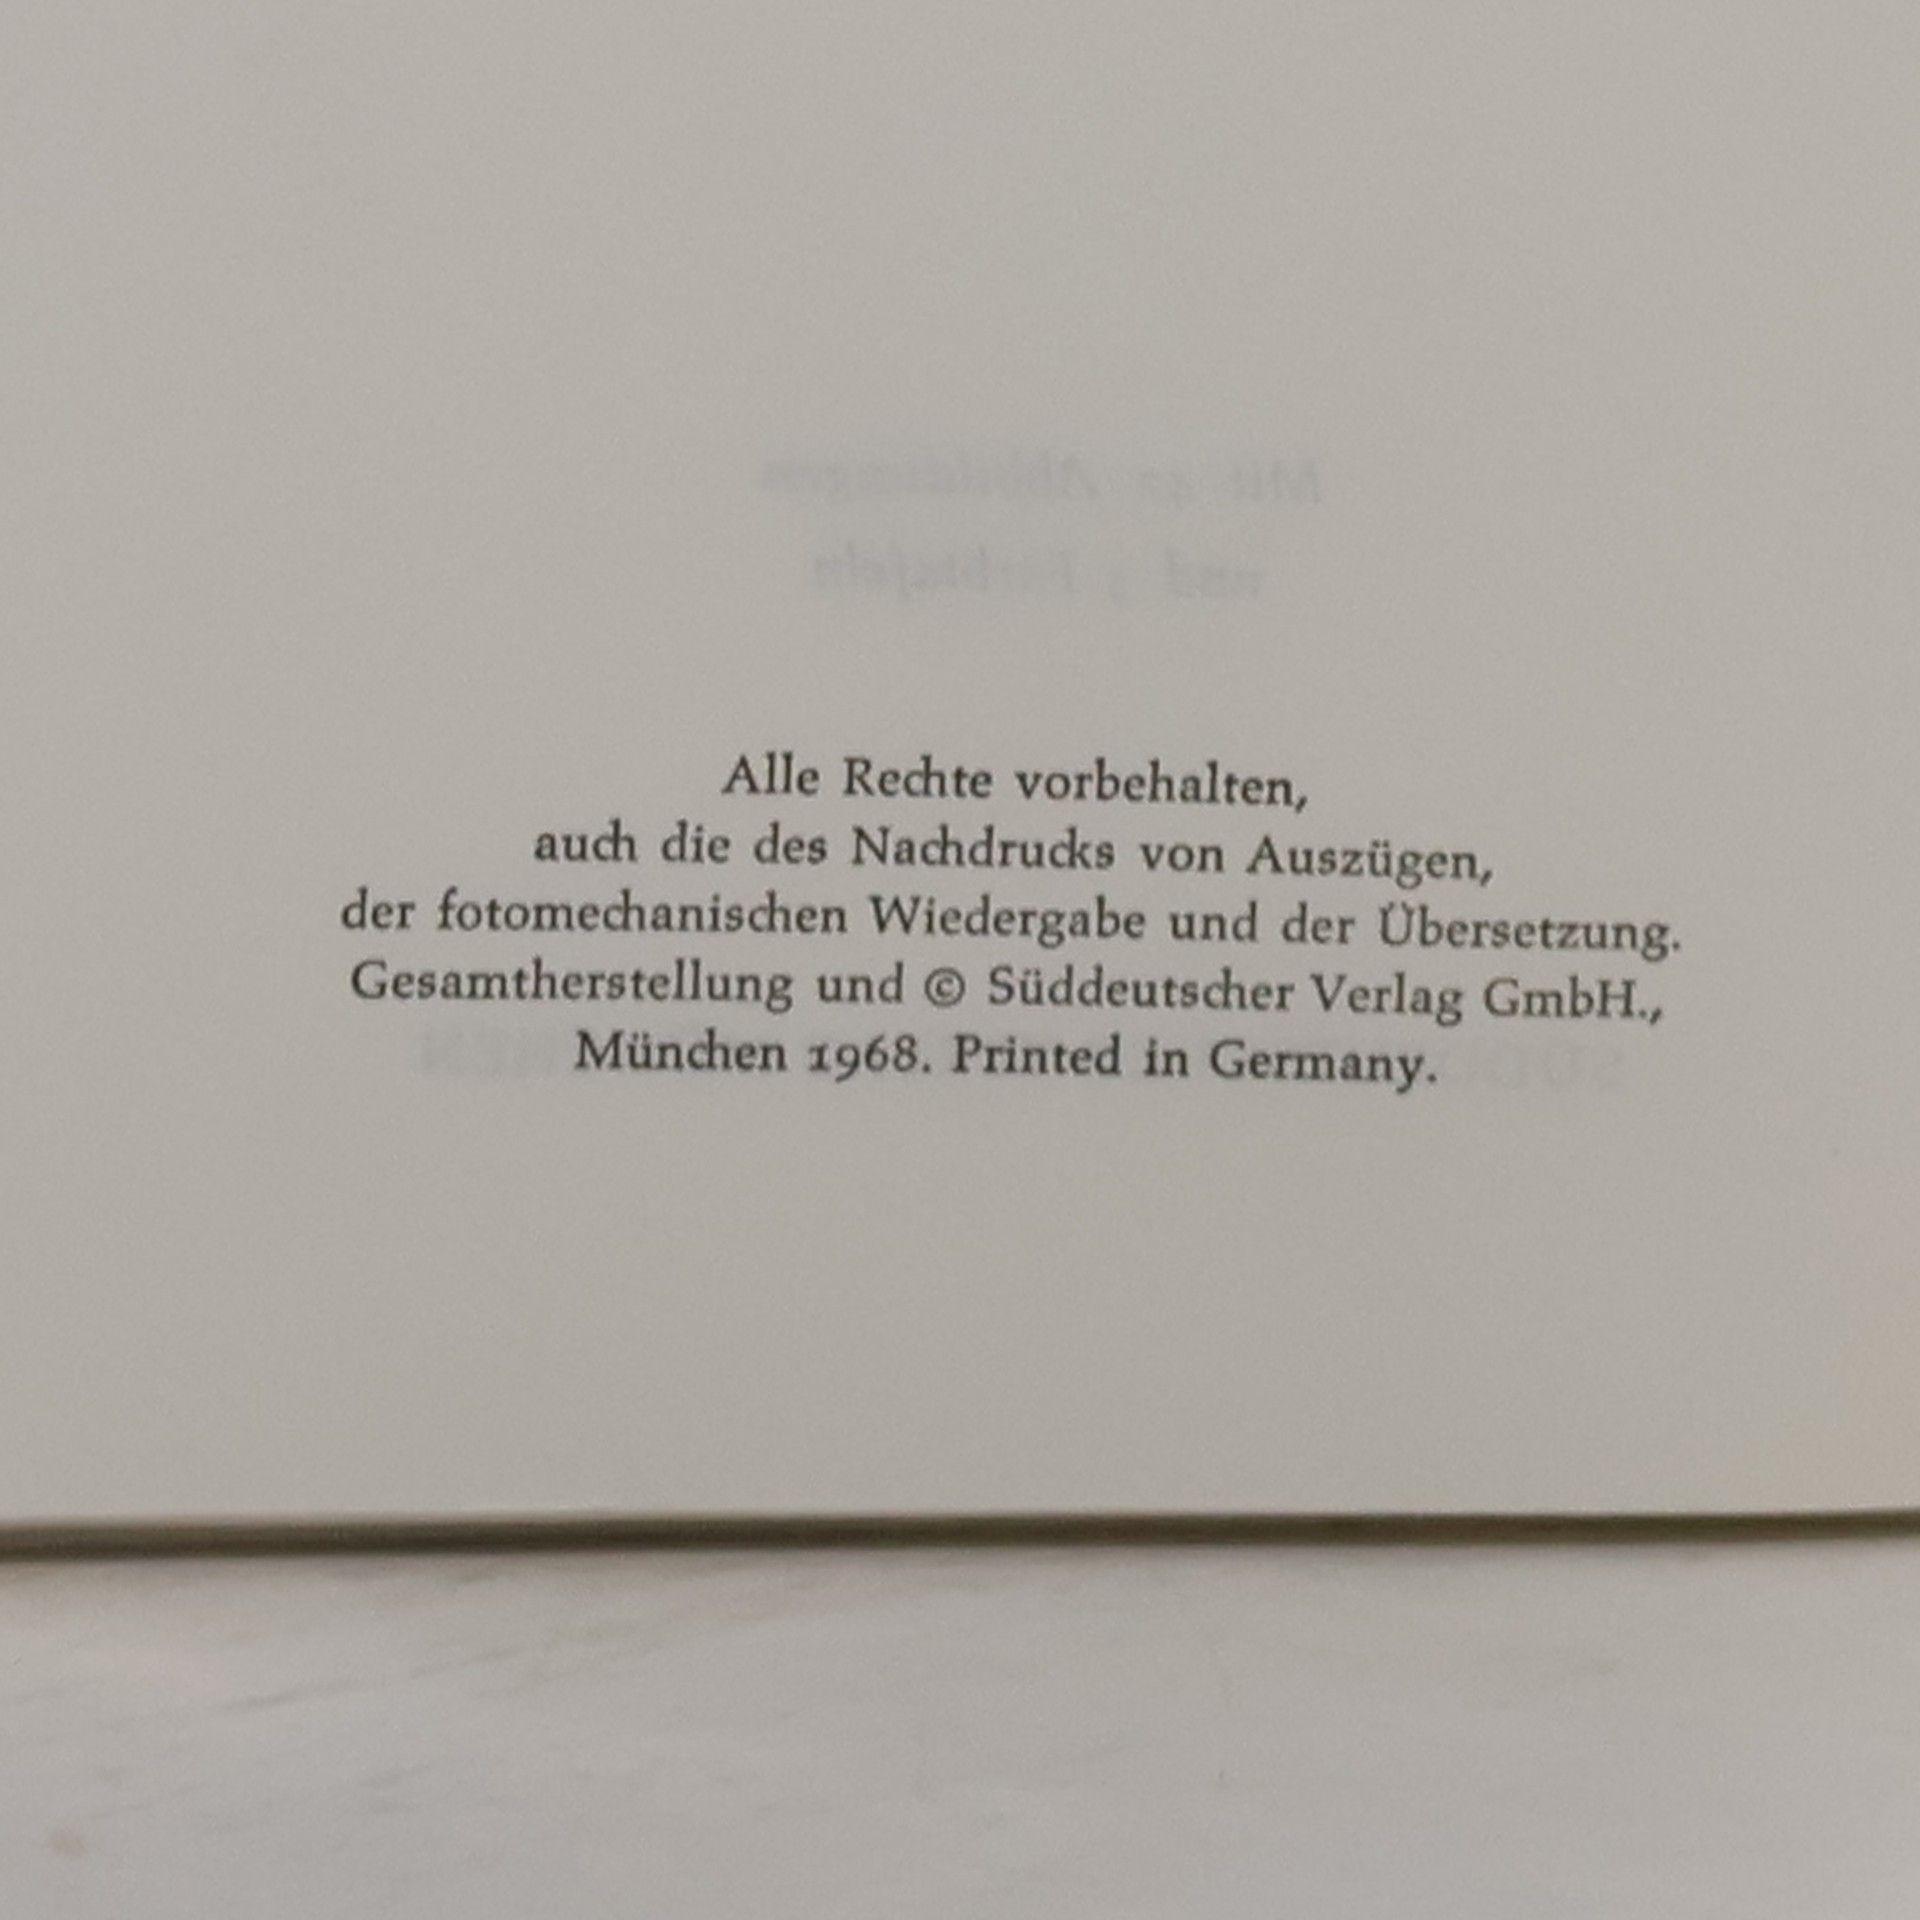 Alle Rechte vorbehalten,
auch die des Nachdrucks von Auszügen,
der fotomechanischen Wiedergabe und der Übersetzung.
Gesamtherstellung und © Süddeutscher Verlag GmbH.,
München 1968. Printed in Germany.